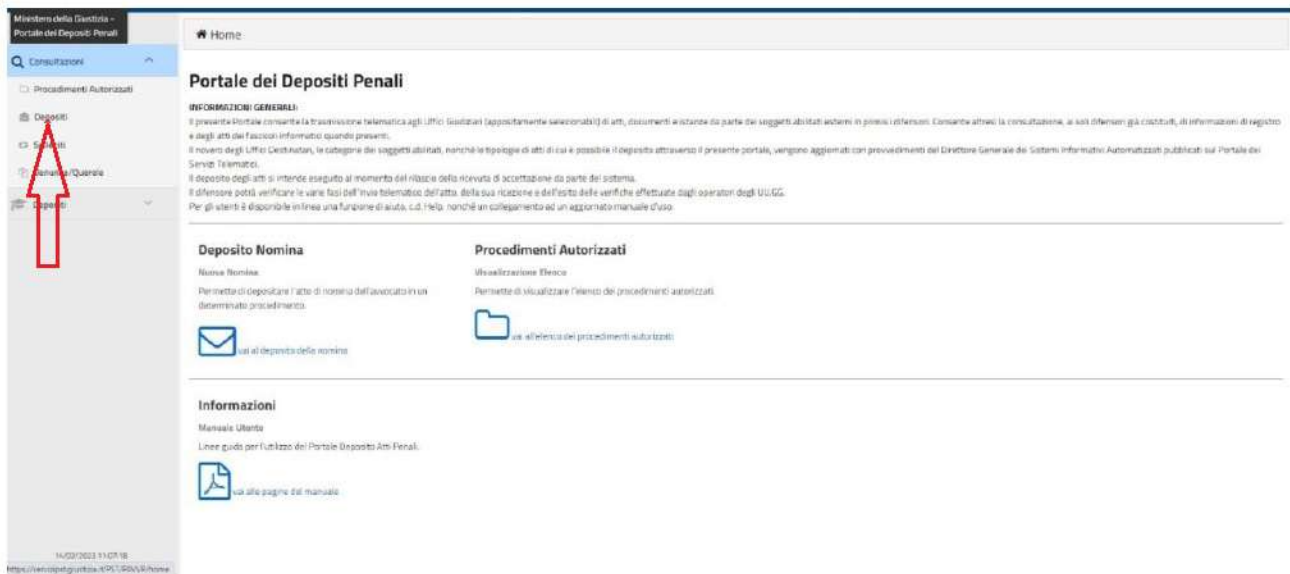 Ministero della Giustizia -
Portale dei Depositi Penali
Consultazioni
Procedimenti Autorizzati
Depositi
Solleciti
Denunce/Querele
Depositi
Home
Portale dei Depositi Penali
INFORMAZIONI GENERALI:
Il presente Portale consente la trasmissione telematica agli Uffici Giudiziari (appositamente selezionabili) di atti, documenti e istanze da parte dei soggetti abilitati esterni in primis i difensori. Consente altresì la consultazione, ai soli difensori già costituiti, di informazioni di registro
e degli atti dei fascicoli informatici quando presenti.
Il novero degli Uffici Destinatari, le categorie dei soggetti abilitati, nonché le tipologie di atti di cui è possibile il deposito attraverso il presente portale, vengono aggiornati con provvedimenti del Direttore Generale dei Sistemi Informativi Automatizzati pubblicati sul Portale dei
Servizi Telematici.
Il deposito degli atti si intende eseguito al momento del rilascio della ricevuta di accettazione da parte del sistema.
Il difensore potrà verificare le varie fasi dell'invio telematico dell'atto, della sua ricezione e dell'esito delle verifiche effettuate dagli operatori degli UU.GG.
Per gli utenti è disponibile in linea una funzione di aiuto, c.d. Help, nonché un collegamento ad un aggiornato manuale d'uso.
Deposito Nomina
Nuova Nomina
Permette di depositare l'atto di nomina dell'avvocato in un
determinato procedimento.
vai al deposito della nomina
Procedimenti Autorizzati
Visualizzazione Elenco
Permette di visualizzare l'elenco dei procedimenti autorizzati.
vai all'elenco dei procedimenti autorizzati
Informazioni
Manuale Utente
Linee guida per l'utilizzo del Portale Deposito Atti Penali.
vai alle pagine del manuale
11:07:18